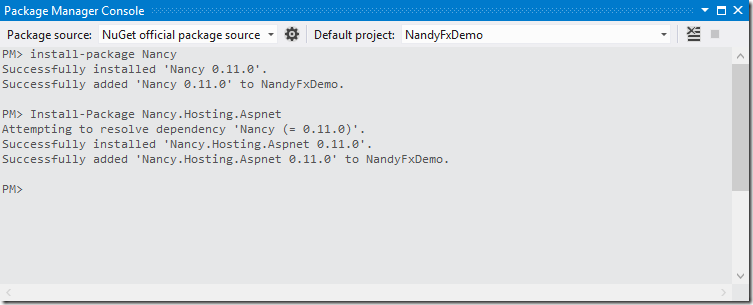 Package Manager Console
Package source: NuGet official package source Default project: NandyFxDemo
PM> install-package Nancy
Successfully installed 'Nancy 0.11.0'.
Successfully added 'Nancy 0.11.0' to NandyFxDemo.
PM> Install-Package Nancy.Hosting.Aspnet
Attempting to resolve dependency 'Nancy (= 0.11.0)'.
Successfully installed 'Nancy.Hosting.Aspnet 0.11.0'.
Successfully added 'Nancy.Hosting.Aspnet 0.11.0' to NandyFxDemo.
PM>